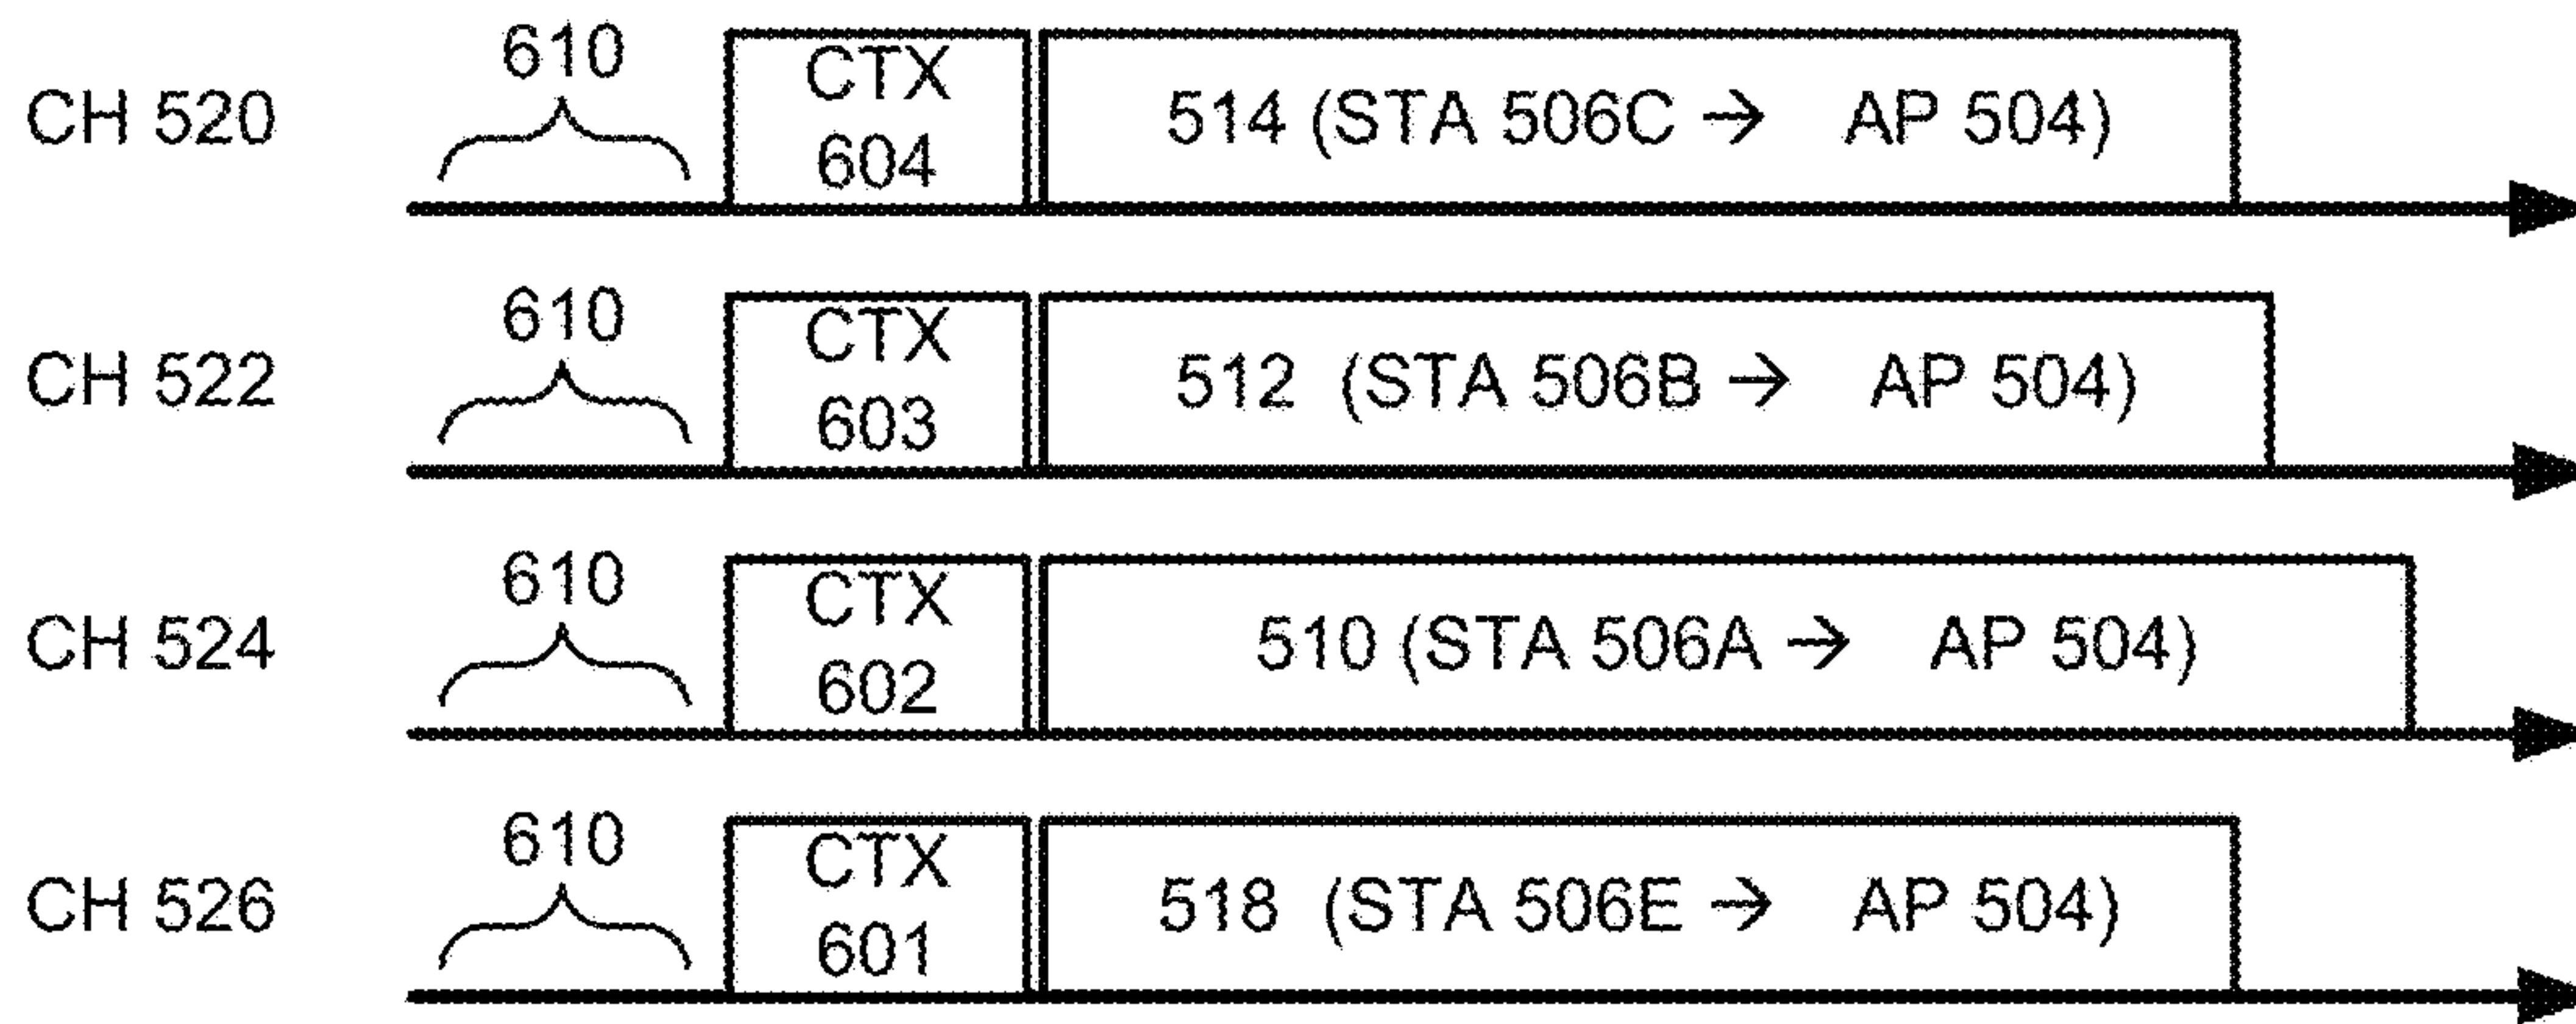 610
CTX
CH 520
514 (STA 506C → AP 504)
604
610
CTX
CH 522
512 (STA 506B → AP 504)
603
610
CTX
CH 524
510 (STA 506A → AP 504)
602
610
CTX
CH 526
518 (STA 506E → AP 504)
601